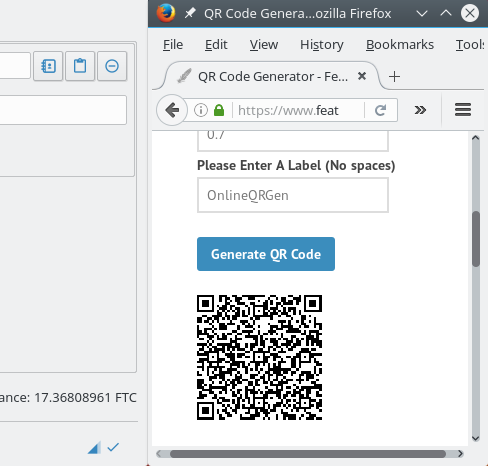 QR Code Genera...ozilla Firefox
File Edit View History Bookmarks Tools
QR Code Generator - Fe...
https://www.feat
0.7
Please Enter A Label (No spaces)
OnlineQRGen
Generate QR Code
ance: 17.36808961 FTC